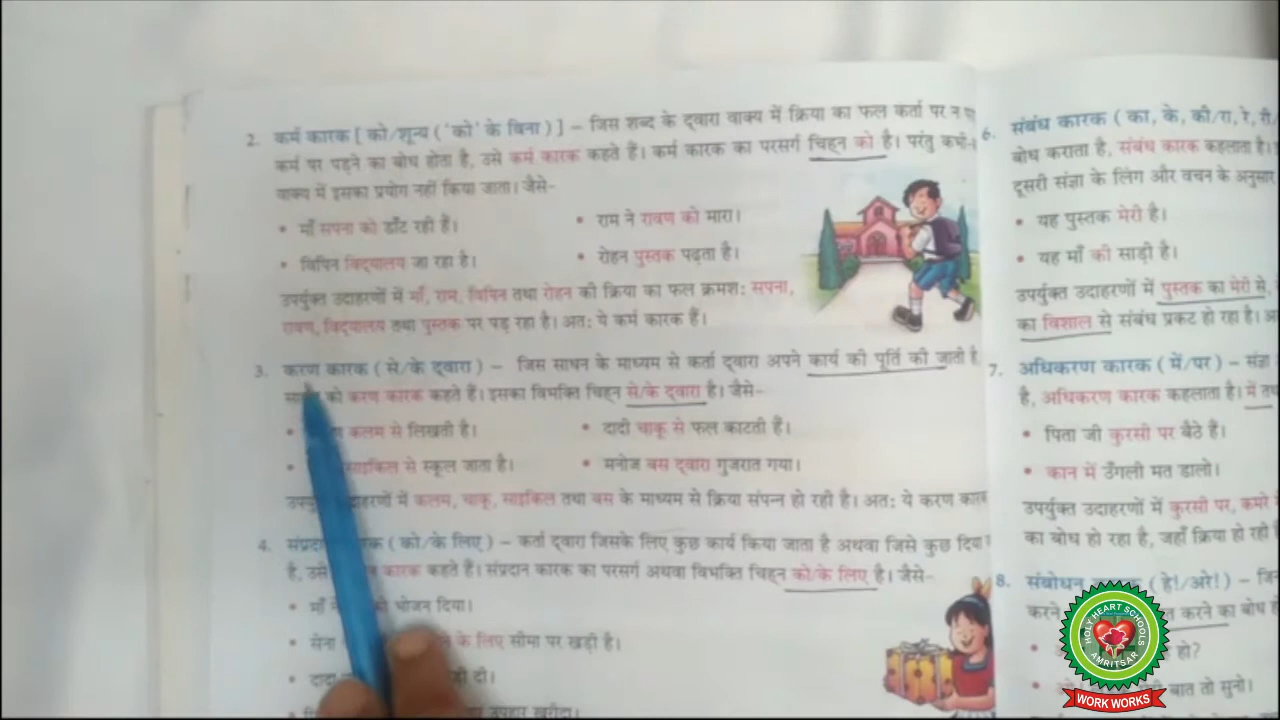 2. कर्म कारक [ को/शून्य ( 'को' के बिना ) ] – जिस शब्द के द्वारा वाक्य में क्रिया का फल कर्ता पर न
कर्म पर पड़ने का बोध होता है, उसे कर्म कारक कहते हैं। कर्म कारक का परसर्ग चिह्न को है। परंतु कभी-
वाक्य में इसका प्रयोग नहीं किया जाता। जैसे-
• माँ सपना को डाँट रही हैं।
• राम ने रावण को मारा।
• विपिन विद्यालय जा रहा है।
• रोहन पुस्तक पढ़ता है।
उपर्युक्त उदाहरणों में माँ, राम, विपिन तथा रोहन की क्रिया का फल क्रमशः सपना,
रावण, विद्यालय तथा पुस्तक पर पड़ रहा है। अतः ये कर्म कारक हैं।
3. करण कारक ( से/के द्वारा ) – जिस साधन के माध्यम से कर्ता द्वारा अपने कार्य की पूर्ति की जाती है
को करण कारक कहते हैं। इसका विभक्ति चिह्न से/के द्वारा है। जैसे-
• कलम से लिखती है।
• दादी चाकू से फल काटती हैं।
• साइकिल से स्कूल जाता है।
• मनोज बस द्वारा गुजरात गया।
उदाहरणों में कलम, चाकू, साइकिल तथा बस के माध्यम से क्रिया संपन्न हो रही है। अतः ये करण कारक
4. ( को/के लिए ) – कर्ता द्वारा जिसके लिए कुछ कार्य किया जाता है अथवा जिसे कुछ दिया
है, उसे कारक कहते हैं। संप्रदान कारक का परसर्ग अथवा विभक्ति चिह्न को/के लिए है। जैसे-
• माँ भोजन दिया।
• सेना के लिए सीमा पर खड़ी है।
• दी।
• उपहार खरीदा।
6. संबंध कारक ( का, के, की/रा, रे, री/
बोध कराता है, संबंध कारक कहलाता है।
दूसरी संज्ञा के लिंग और वचन के अनुसार
• यह पुस्तक मेरी है।
• यह माँ की साड़ी है।
उपर्युक्त उदाहरणों में पुस्तक का मेरी से,
का विशाल से संबंध प्रकट हो रहा है।
7. अधिकरण कारक ( में/पर ) – संज्ञा
है, अधिकरण कारक कहलाता है। में
• पिता जी कुरसी पर बैठे हैं।
• कान में उँगली मत डालो।
उपर्युक्त उदाहरणों में कुरसी पर, कमरे
का बोध हो रहा है, जहाँ क्रिया हो रही
8. संबोधन ( हे!/अरे! ) –
करने करने का बोध
• हो?
• बात तो सुनो।
HOLY HEART SCHOOLS
AMRITSAR
WORK WORKS